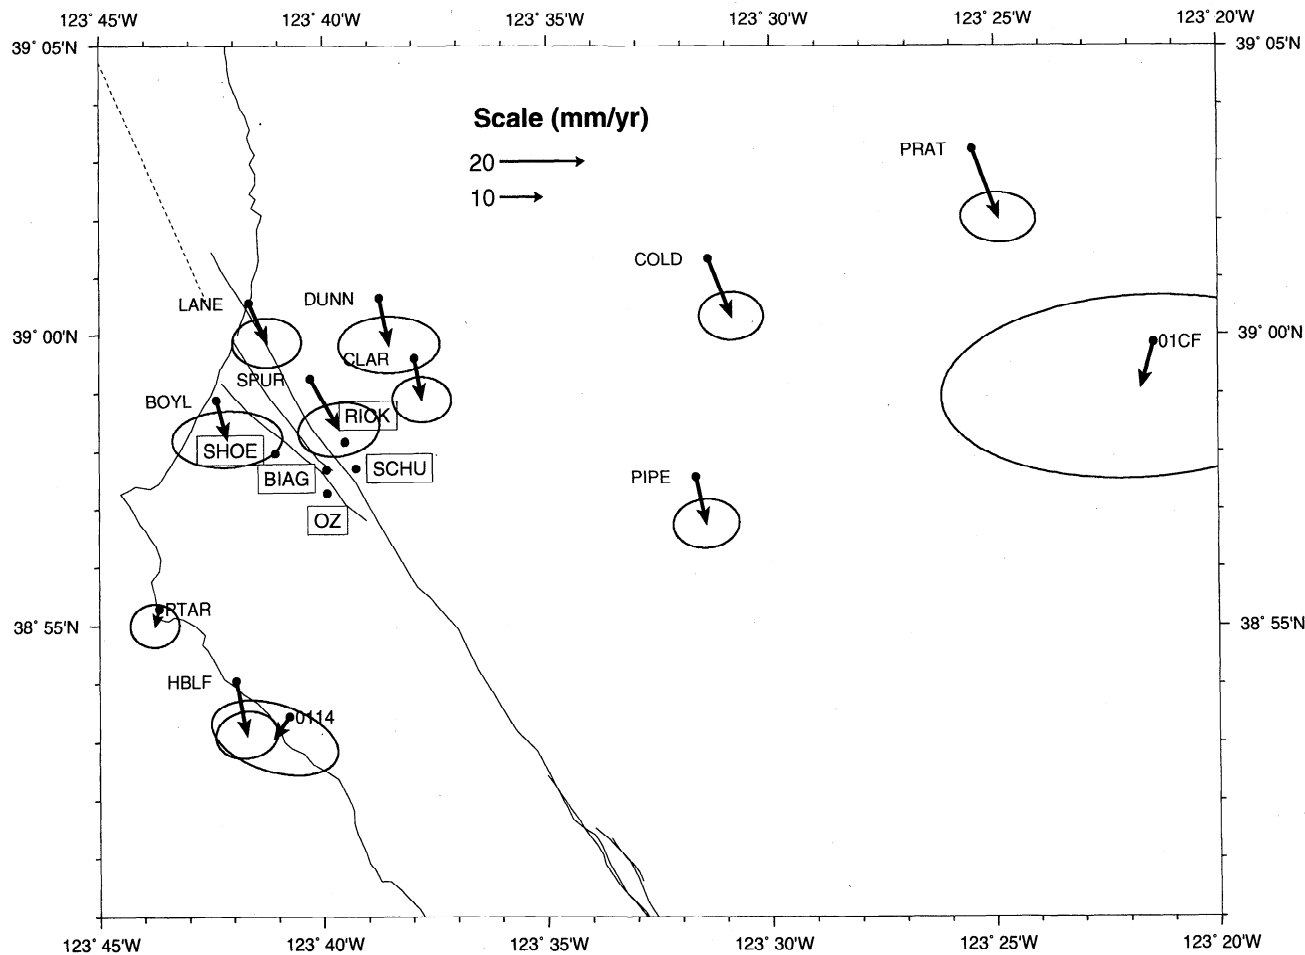 123° 45'W 123° 40'W 123° 35'W 123° 30'W 123° 25'W 123° 20'W
39° 05'N 39° 05'N
Scale (mm/yr)
20
10
PRAT
COLD
LANE
DUNN
39° 00'N 39° 00'N
01CF
CLAR
SPUR
BOYL
RICK
SHOE
SCHU
BIAG
PIPE
OZ
PTAR
38° 55'N 38° 55'N
HBLF
0114
123° 45'W 123° 40'W 123° 35'W 123° 30'W 123° 25'W 123° 20'W